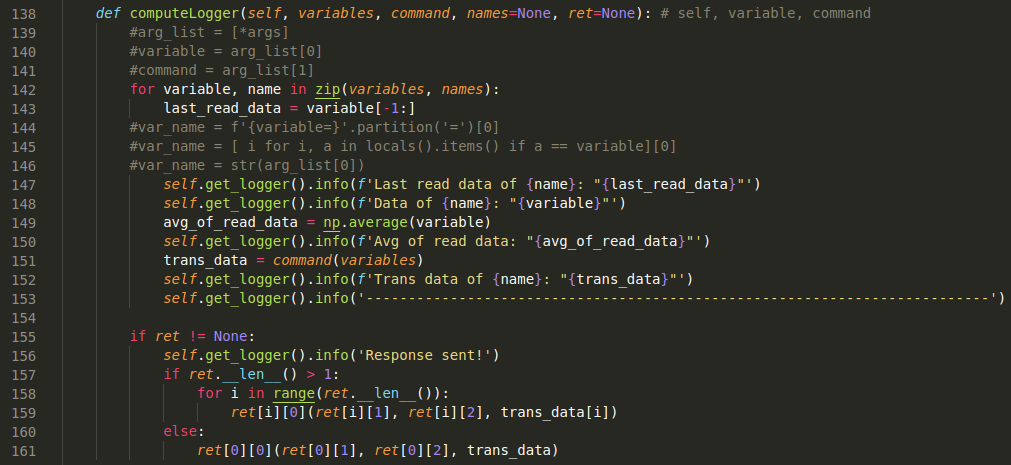 138 def computeLogger(self, variables, command, names=None, ret=None): # self, variable, command
139 #arg_list = [*args]
140 #variable = arg_list[0]
141 #command = arg_list[1]
142 for variable, name in zip(variables, names):
143 last_read_data = variable[-1:]
144 #var_name = f'{variable=}'.partition('=')[0]
145 #var_name = [ i for i, a in locals().items() if a == variable][0]
146 #var_name = str(arg_list[0])
147 self.get_logger().info(f'Last read data of {name}: "{last_read_data}"')
148 self.get_logger().info(f'Data of {name}: "{variable}"')
149 avg_of_read_data = np.average(variable)
150 self.get_logger().info(f'Avg of read data: "{avg_of_read_data}"')
151 trans_data = command(variables)
152 self.get_logger().info(f'Trans data of {name}: "{trans_data}"')
153 self.get_logger().info('--------------------------------------------------------------------------')
154
155 if ret != None:
156 self.get_logger().info('Response sent!')
157 if ret.__len__() > 1:
158 for i in range(ret.__len__()):
159 ret[i][0](ret[i][1], ret[i][2], trans_data[i])
160 else:
161 ret[0][0](ret[0][1], ret[0][2], trans_data)